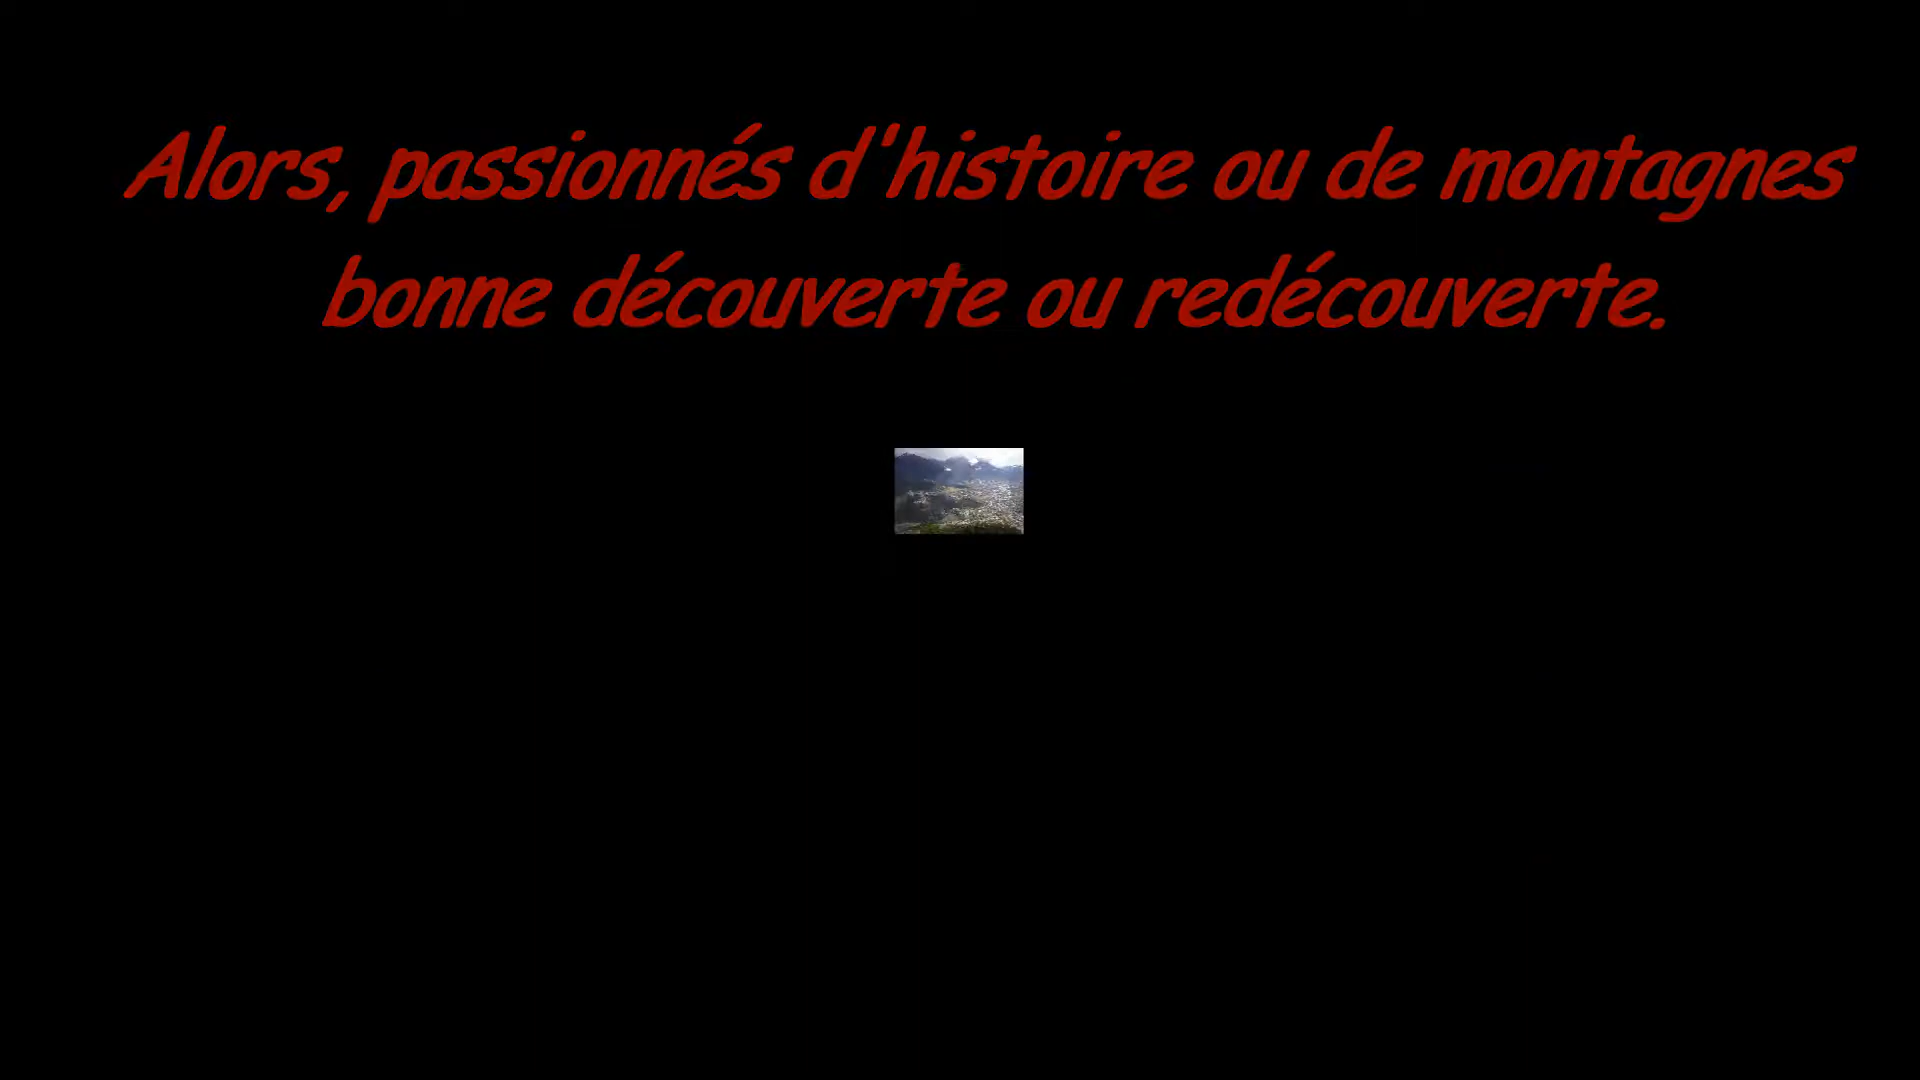 Alors, passionnés d'histoire ou de montagnes
bonne découverte ou redécouverte.